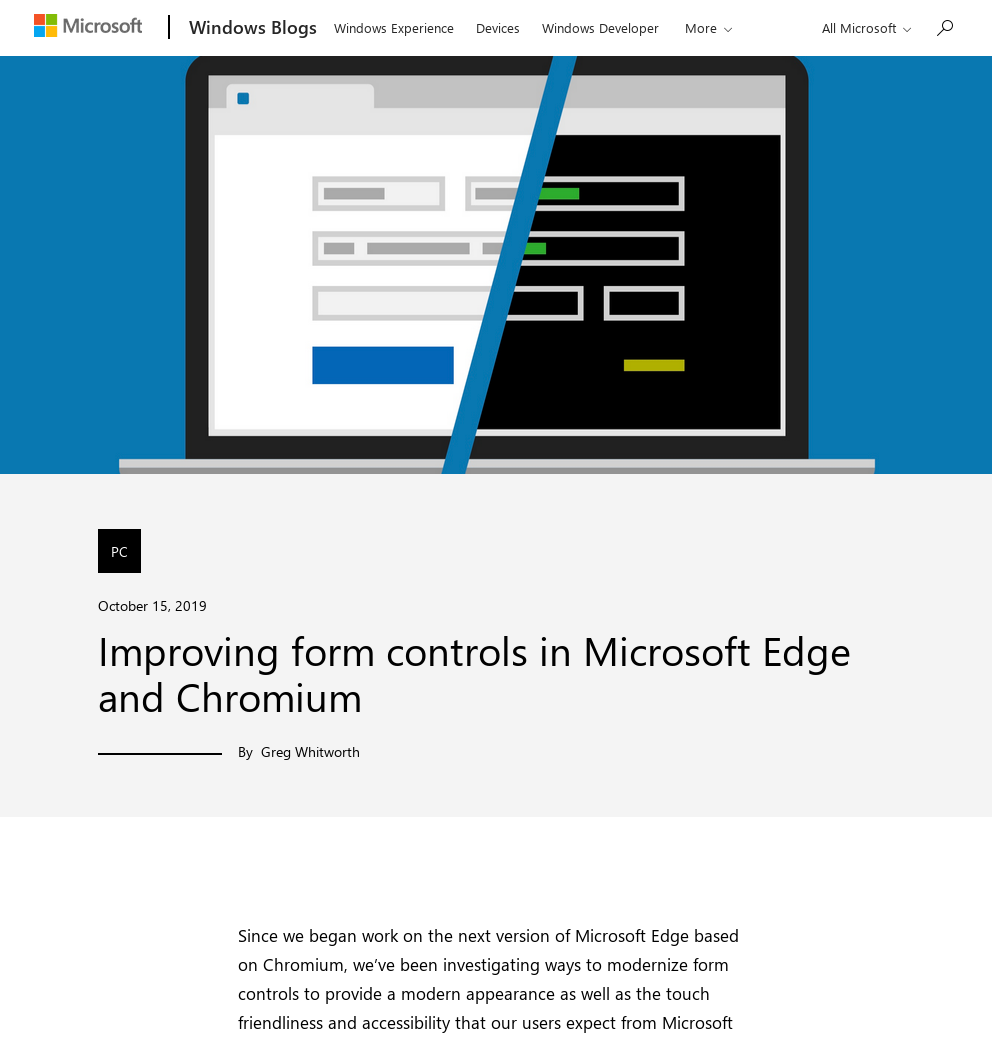 Microsoft
Windows Blogs
Windows Experience
Devices
Windows Developer
More
All Microsoft
PC
October 15, 2019
Improving form controls in Microsoft Edge
and Chromium
By Greg Whitworth
Since we began work on the next version of Microsoft Edge based
on Chromium, we’ve been investigating ways to modernize form
controls to provide a modern appearance as well as the touch
friendliness and accessibility that our users expect from Microsoft